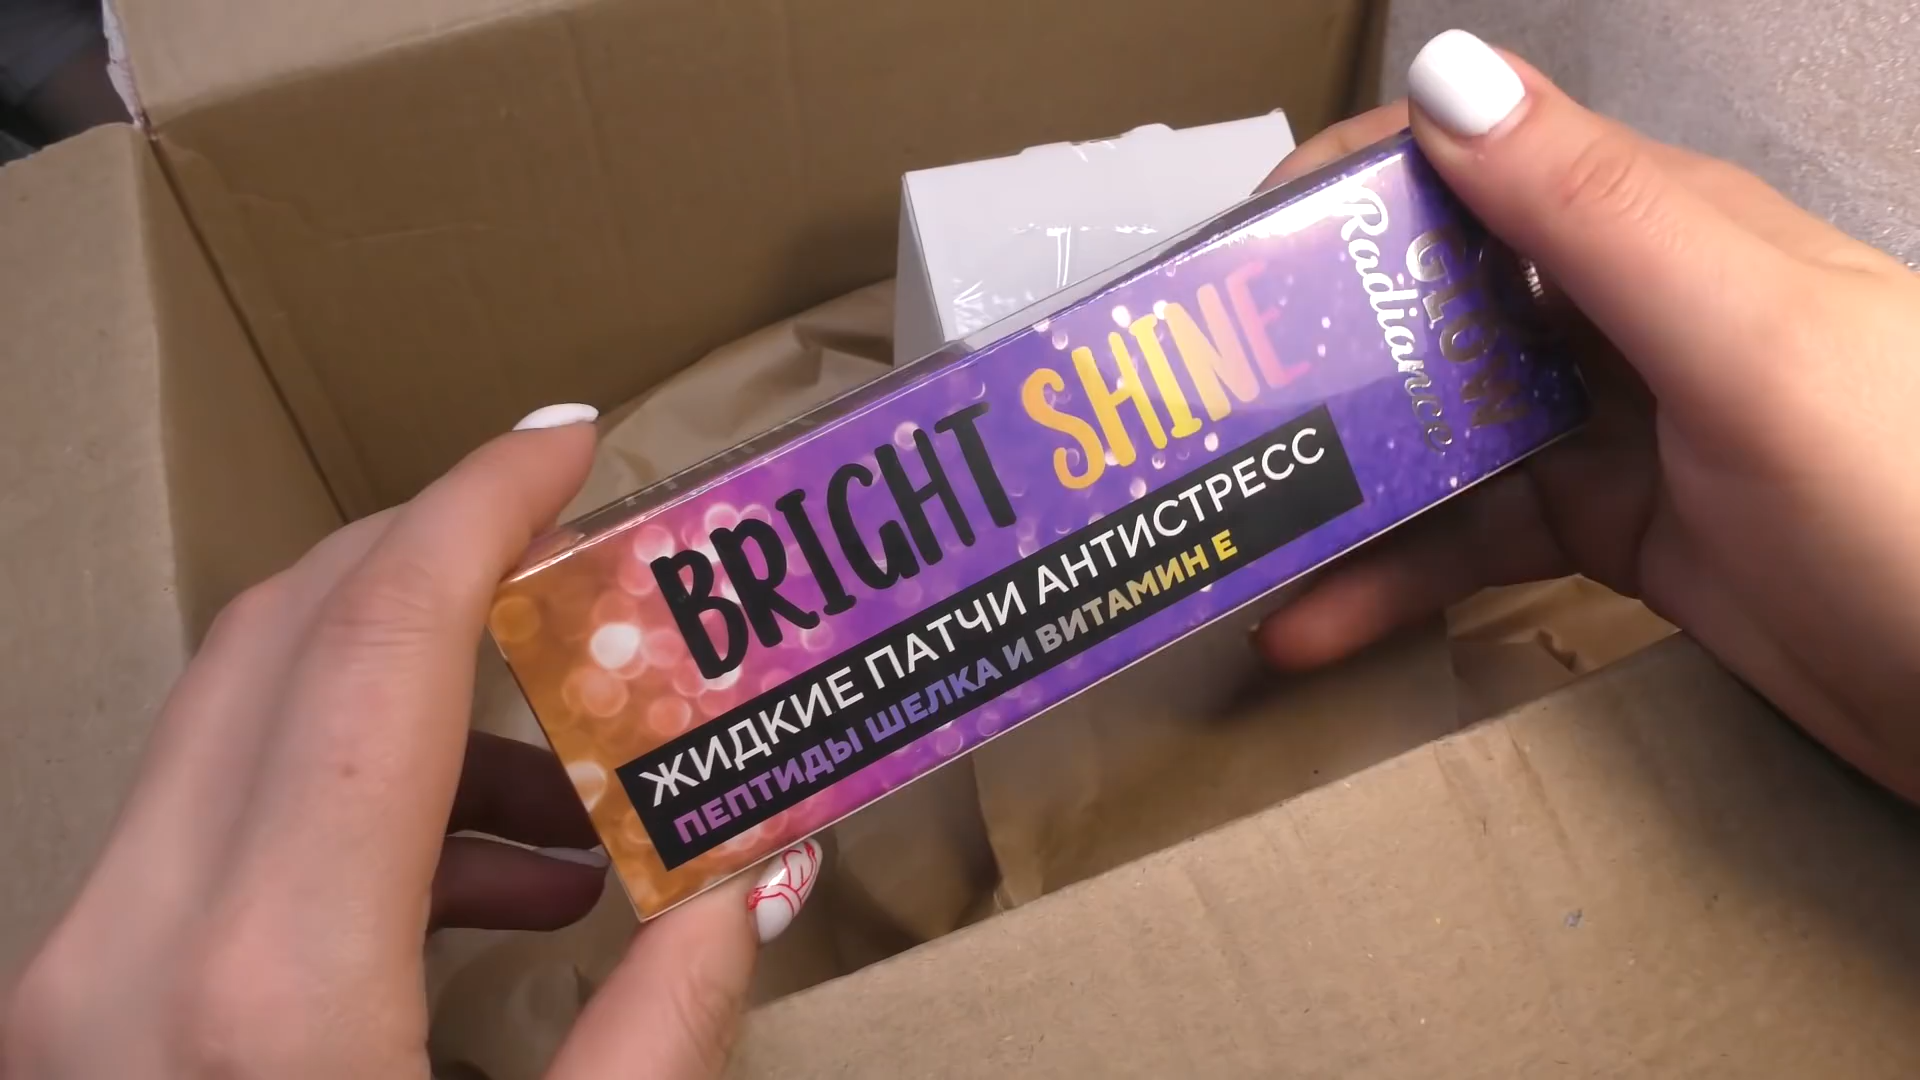 BRIGHT SHINE
ЖИДКИЕ ПАТЧИ АНТИСТРЕСС
ПЕПТИДЫ ШЕЛКА И ВИТАМИН Е
GLOW
Radiance